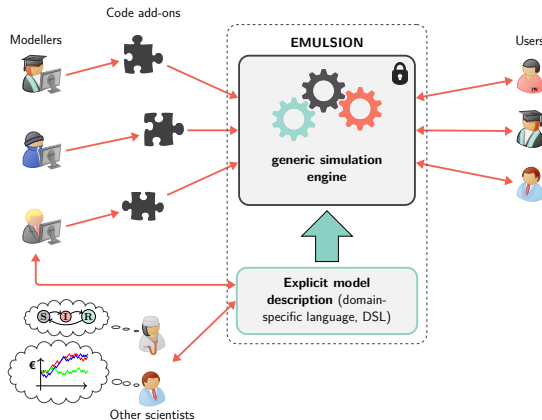 Code add-ons
Modellers
EMULSION
Users
generic simulation
engine
Explicit model
description (domain-
specific language, DSL)
S I R
€
Other scientists